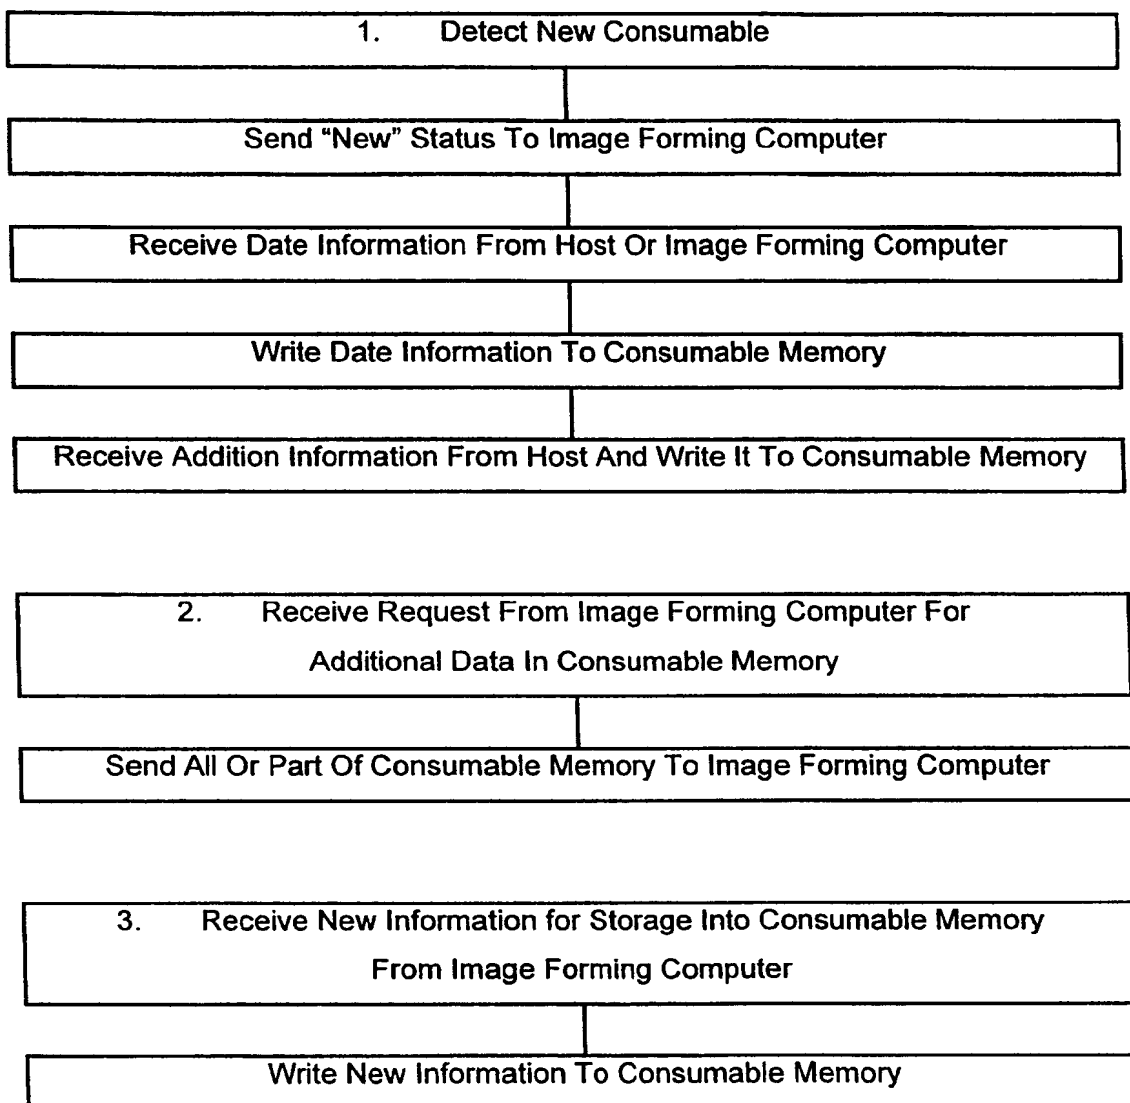 1. Detect New Consumable
Send “New” Status To Image Forming Computer
Receive Date Information From Host Or Image Forming Computer
Write Date Information To Consumable Memory
Receive Addition Information From Host And Write It To Consumable Memory
2. Receive Request From Image Forming Computer For
Additional Data In Consumable Memory
Send All Or Part Of Consumable Memory To Image Forming Computer
3. Receive New Information for Storage Into Consumable Memory
From Image Forming Computer
Write New Information To Consumable Memory